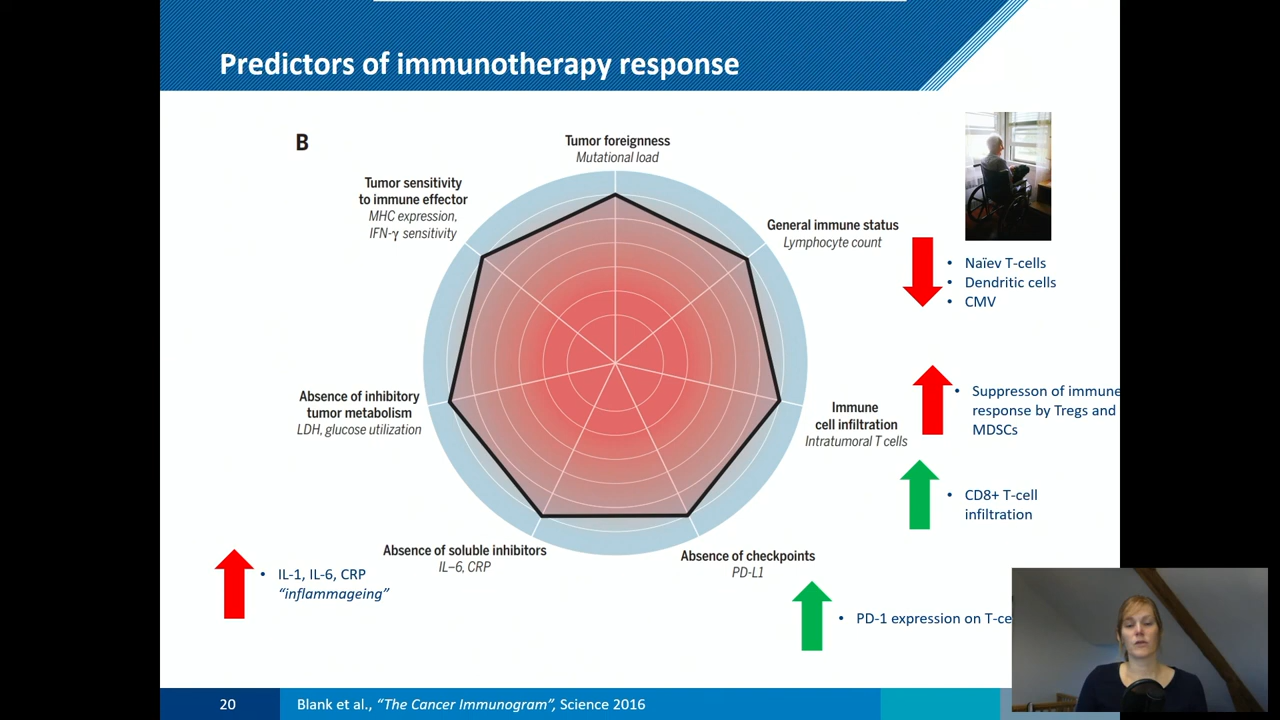 Predictors of immunotherapy response
B
Tumor foreignness
Mutational load
Tumor sensitivity
to immune effector
MHC expression,
IFN-γ sensitivity
General immune status
Lymphocyte count
• Naïev T-cells
• Dendritic cells
• CMV
Absence of inhibitory
tumor metabolism
LDH, glucose utilization
Immune
cell infiltration
Intratumoral T cells
• Suppresson of immune
response by Tregs and
MDSCs
• CD8+ T-cell
infiltration
Absence of soluble inhibitors
IL–6, CRP
Absence of checkpoints
PD-L1
• IL-1, IL-6, CRP
“inflammageing”
• PD-1 expression on T-ce
20
Blank et al., “The Cancer Immunogram”, Science 2016